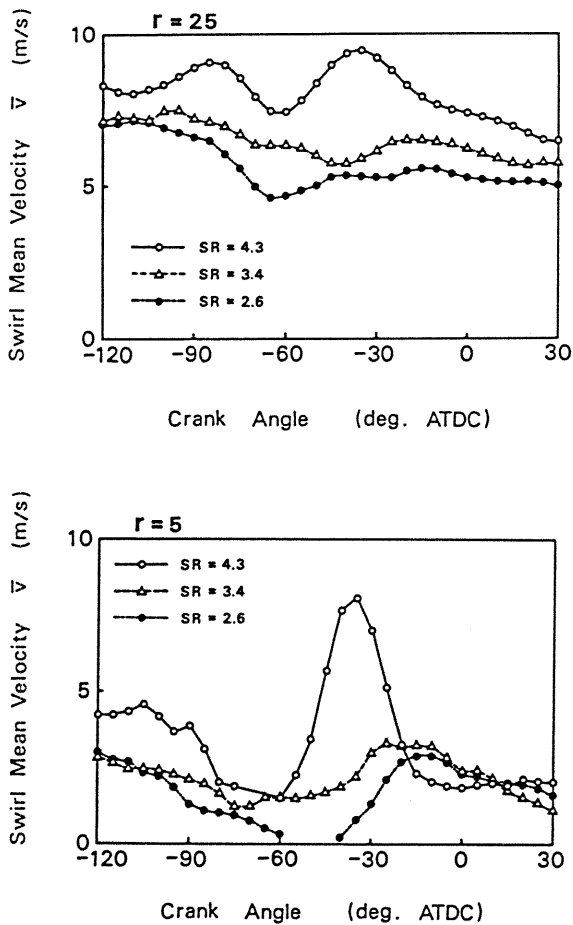 r = 25
Swirl Mean Velocity v̅ (m/s)
10
5
0
SR = 4.3
SR = 3.4
SR = 2.6
-120 -90 -60 -30 0 30
Crank Angle (deg. ATDC)
r = 5
Swirl Mean Velocity v̅ (m/s)
10
5
0
SR = 4.3
SR = 3.4
SR = 2.6
-120 -90 -60 -30 0 30
Crank Angle (deg. ATDC)